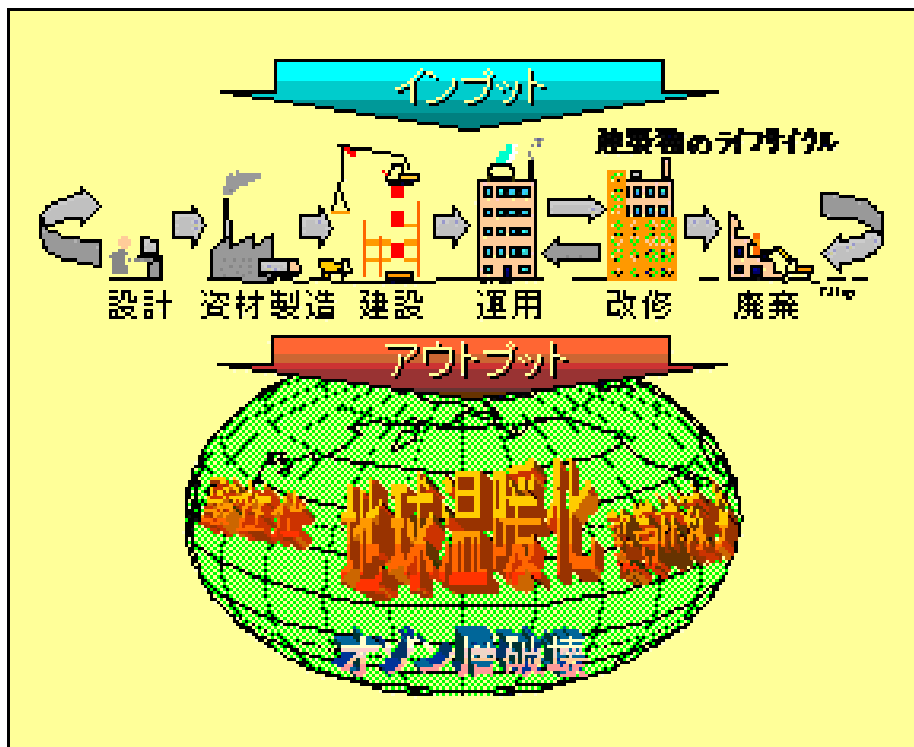 インプット
建築物のライフサイクル
設計 資材製造 建設 運用 改修 廃棄
アウトプット
地球温暖化
オゾン層破壊